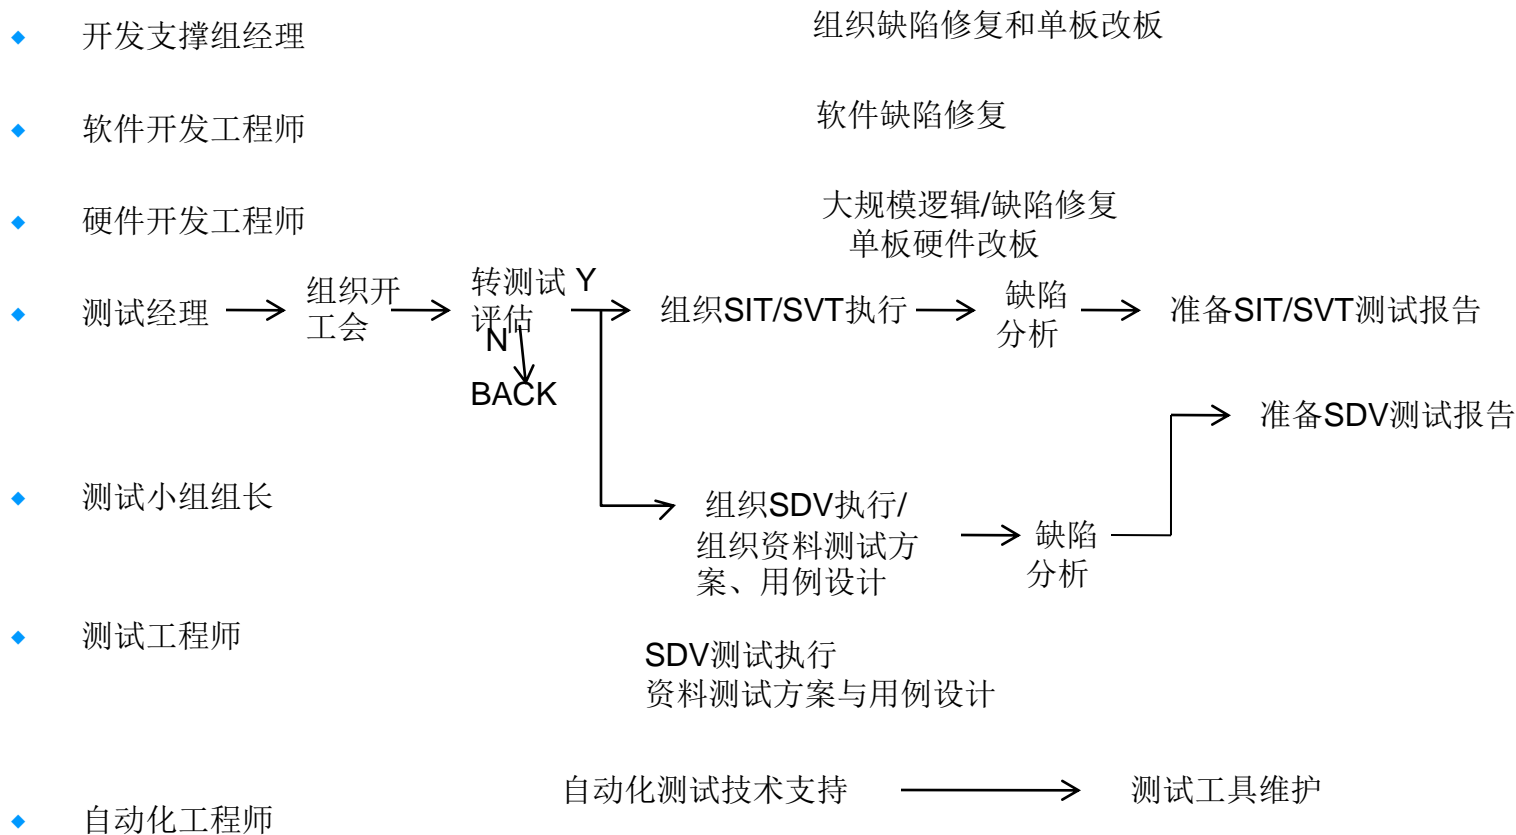 开发支撑组经理
组织缺陷修复和单板改板
软件开发工程师
软件缺陷修复
硬件开发工程师
大规模逻辑/缺陷修复
单板硬件改板
测试经理
组织开
工会
转测试 Y
评估
N
BACK
组织SIT/SVT执行
缺陷
分析
准备SIT/SVT测试报告
准备SDV测试报告
测试小组组长
组织SDV执行/
组织资料测试方
案、用例设计
缺陷
分析
测试工程师
SDV测试执行
资料测试方案与用例设计
自动化测试技术支持
测试工具维护
自动化工程师